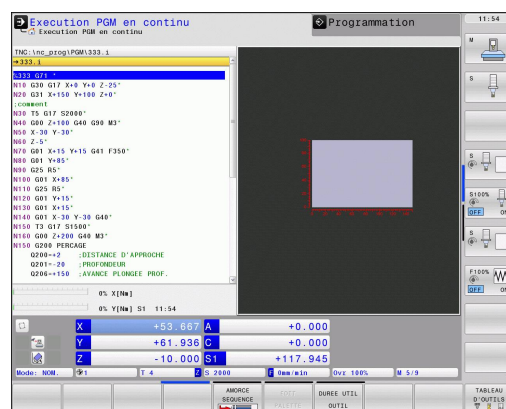 Execution PGM en continu
Execution PGM en continu
Programmation
11:54
TNC:\nc_prog\PGM\333.i
→333.i
%333 G71 *
N10 G30 G17 X+0 Y+0 Z-25*
N20 G31 X+150 Y+100 Z+0*
;comment
N30 T5 G17 S2000*
N40 G00 Z+100 G40 G90 M3*
N50 X-30 Y-30*
N60 Z-5*
N70 G01 X+15 Y+15 G41 F350*
N80 G01 Y+85*
N90 G25 R5*
N100 G01 X+85*
N110 G25 R5*
N120 G01 Y+15*
N130 G01 X+15*
N140 G01 X-30 Y-30 G40*
N150 T3 G17 S1500*
N160 G00 Z+200 G40 M3*
N150 G200 PERCAGE
Q200=+2 ;DISTANCE D'APPROCHE
Q201=-20 ;PROFONDEUR
Q206=+150 ;AVANCE PLONGEE PROF.
0% X[Nm]
0% Y[Nm] S1 11:54
X +53.667 A +0.000
Y +61.936 C +0.000
Z -10.000 S1 +117.945
Mode: NOM. 1 T 4 Z S 2000 F 0mm/min Ovr 100% M 5/9
M
S
S
S100%
OFF ON
S
F100%
OFF ON
AMORCE
SEQUENCE
DUREE UTIL
OUTIL
TABLEAU
D'OUTILS